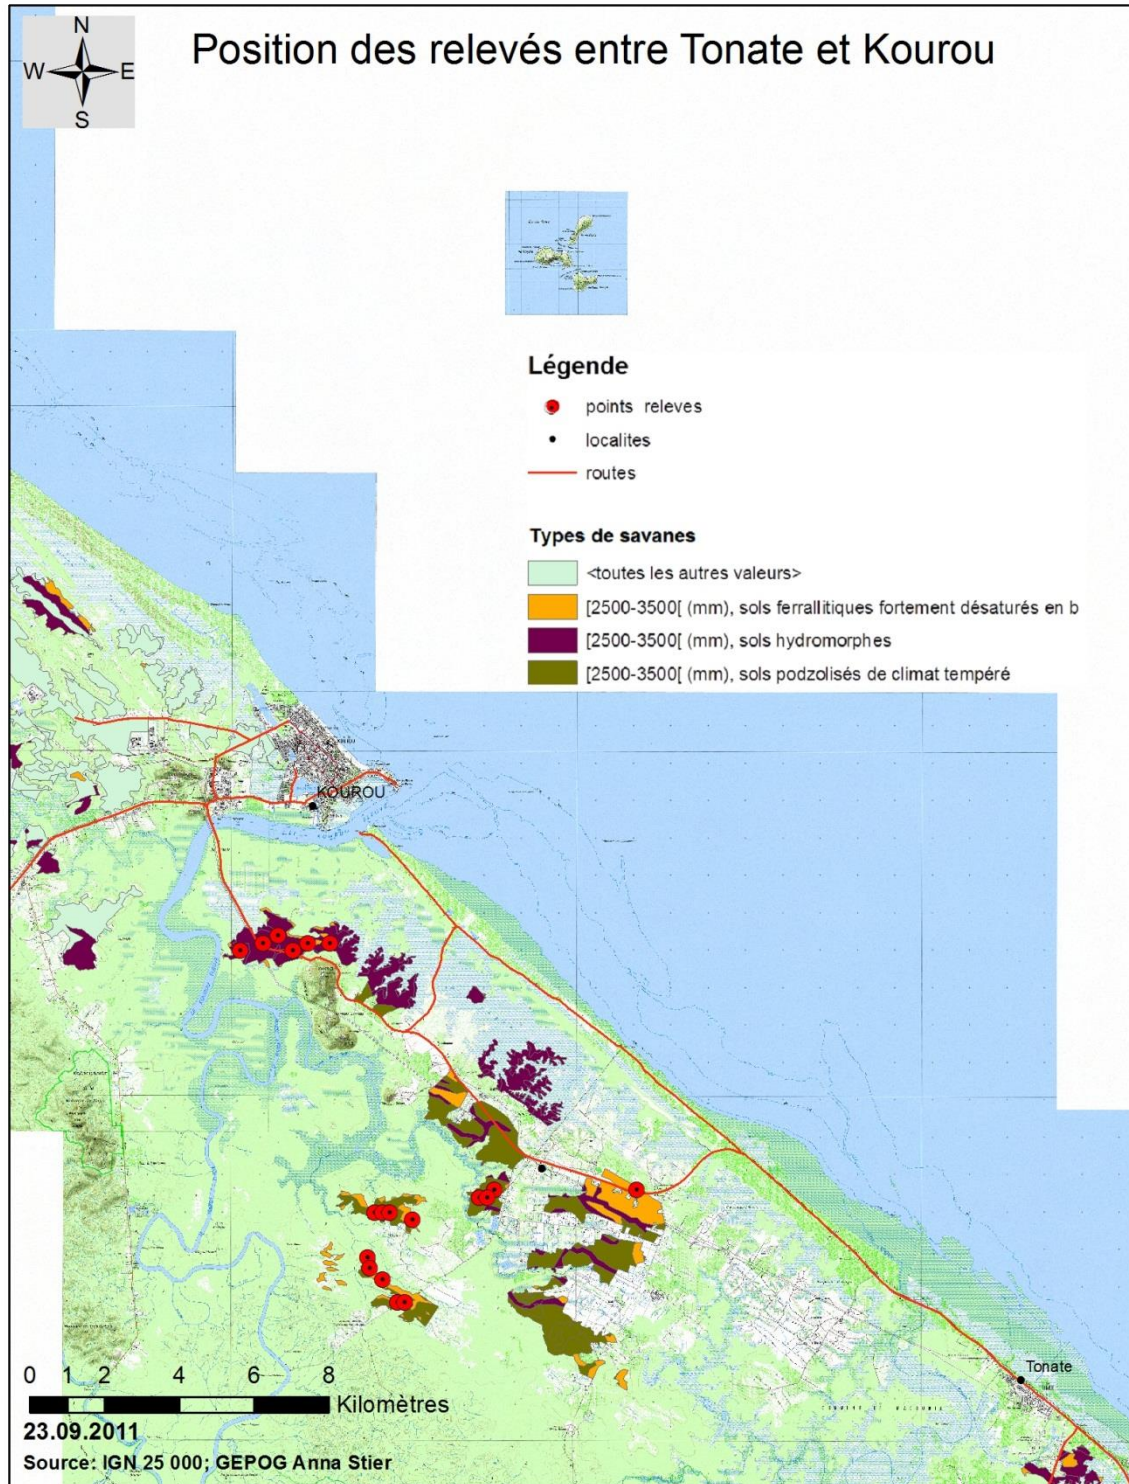 N
Position des relevés entre Tonate et Kourou
W E
S
Légende
points releves
localites
routes
Types de savanes
<toutes les autres valeurs>
[2500-3500[ (mm), sols ferrallitiques fortement désaturés en b
[2500-3500[ (mm), sols hydromorphes
[2500-3500[ (mm), sols podzolisés de climat tempéré
KOUROU
Tonate
0 1 2 4 6 8
Kilomètres
23.09.2011
Source: IGN 25 000; GEPOG Anna Stier